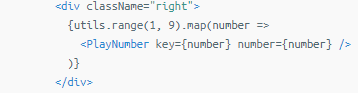 <div className="right">
{utils.range(1, 9).map(number =>
<PlayNumber key={number} number={number} />
)}
</div>